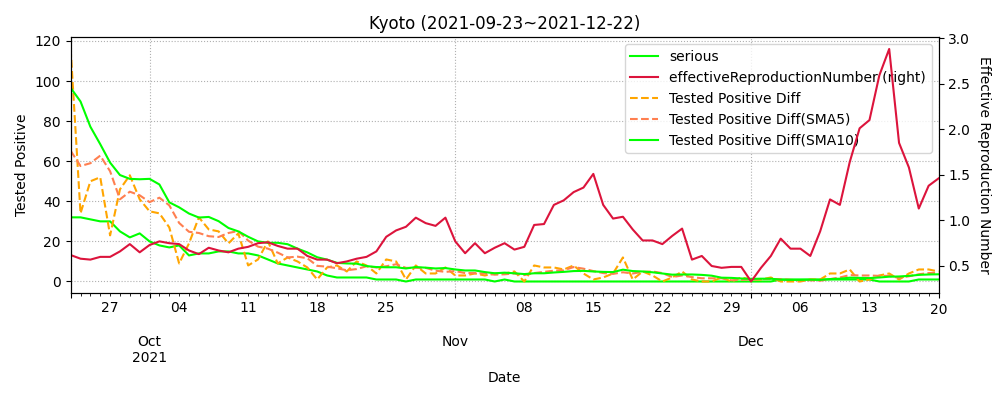 Kyoto (2021-09-23~2021-12-22)
serious
effectiveReproductionNumber (right)
Tested Positive Diff
Tested Positive Diff(SMA5)
Tested Positive Diff(SMA10)
Tested Positive
120
100
80
60
40
20
0
3.0
2.5
2.0
1.5
1.0
0.5
Effective Reproduction Number
27 04 11 18 25 08 15 22 29 06 13 20
Oct Nov Dec
2021
Date